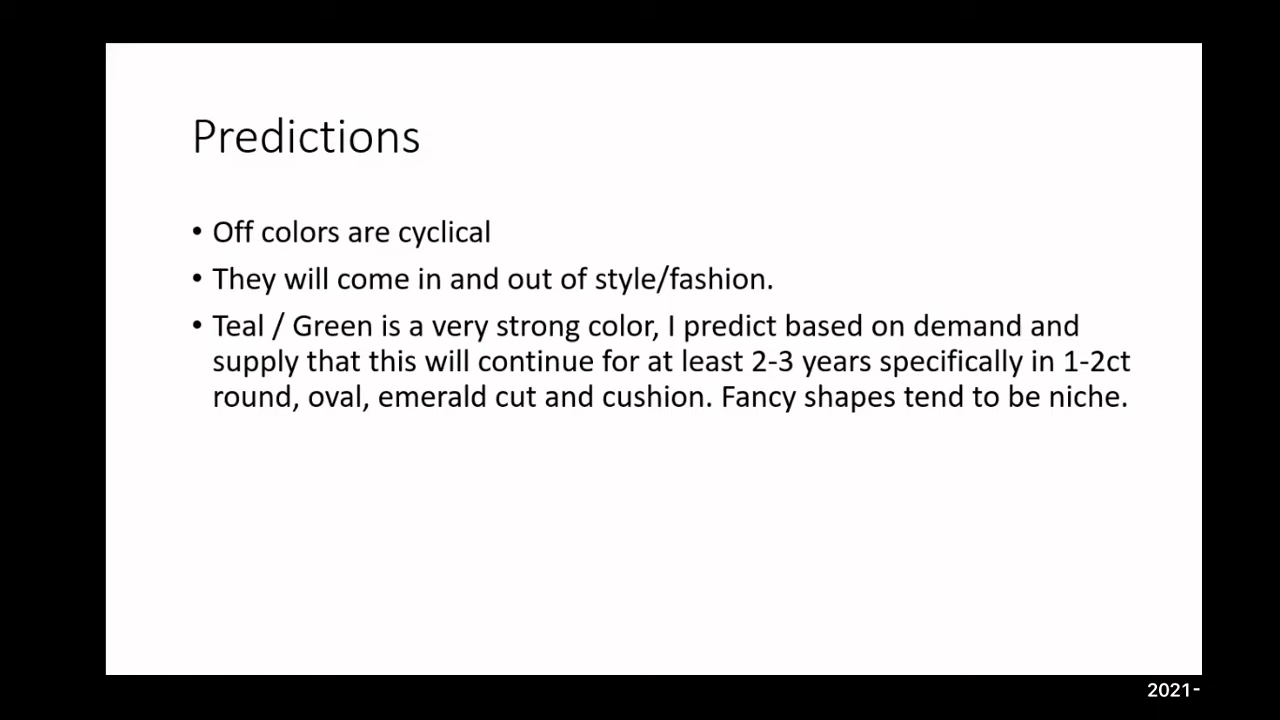 Predictions
• Off colors are cyclical
• They will come in and out of style/fashion.
• Teal / Green is a very strong color, I predict based on demand and
supply that this will continue for at least 2-3 years specifically in 1-2ct
round, oval, emerald cut and cushion. Fancy shapes tend to be niche.
2021-